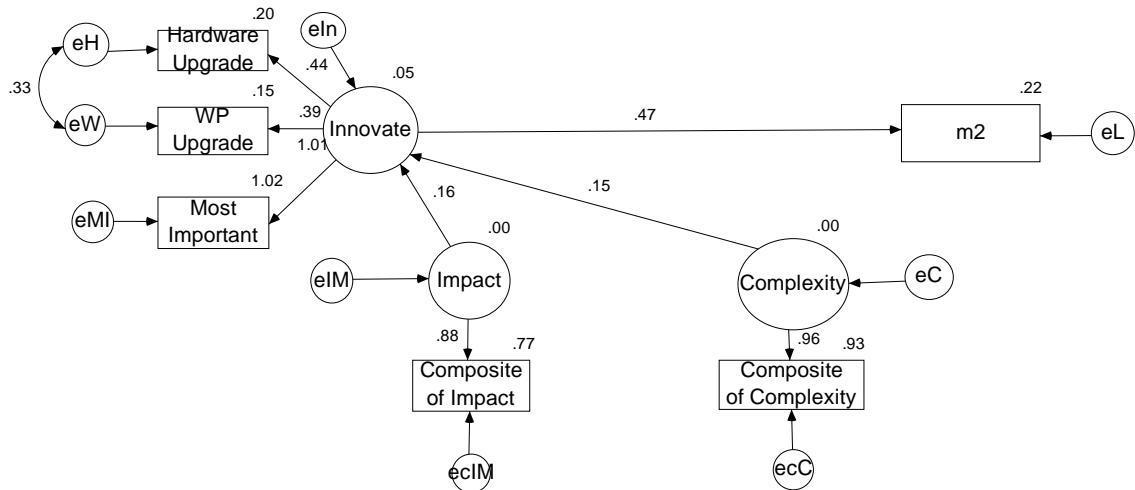 .20
eIn
eH
Hardware
Upgrade
.44
.05
.33
.15
.39
.47
.22
eW
WP
Upgrade
Innovate
m2
eL
1.01
1.02
.15
.16
eMI
Most
Important
.00
.00
eIM
Impact
Complexity
eC
.88
.77
.96
.93
Composite
of Impact
Composite
of Complexity
ecIM
ecC